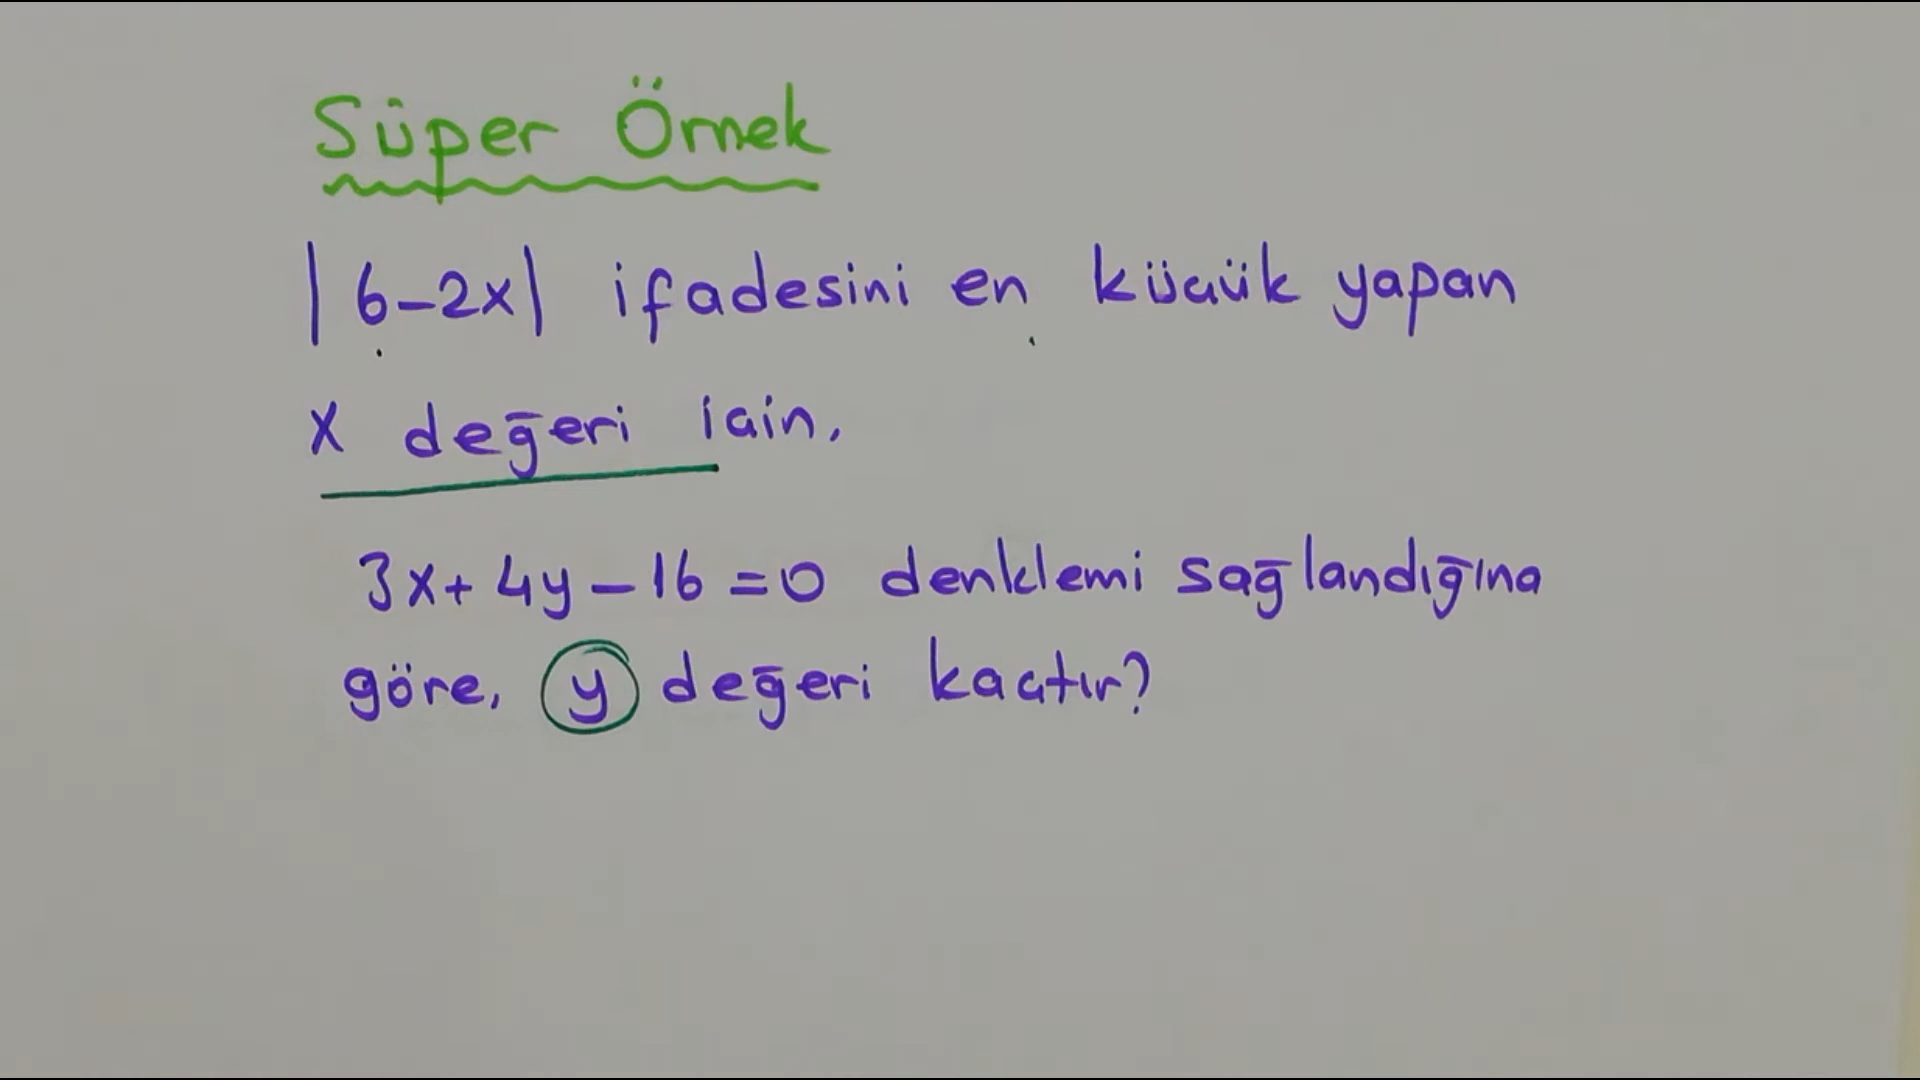 Süper Örnek
|6-2x| ifadesini en küçük yapan
x değeri için,
3x+4y-16=0 denklemi sağlandığına
göre, y değeri kaçtır?